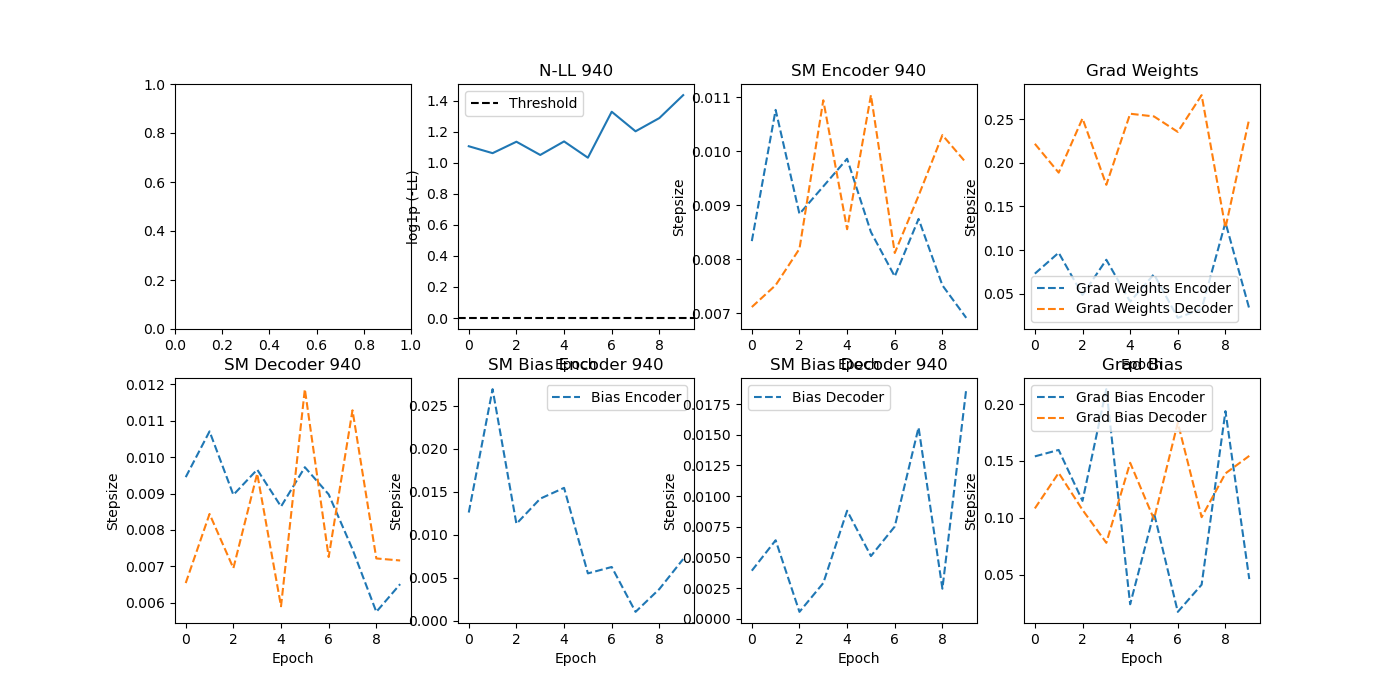 N-LL 940
SM Encoder 940
Grad Weights
1.0
0.8
0.6
0.4
0.2
0.0
0.0 0.2 0.4 0.6 0.8 1.0
log1p (-LL)
1.4
1.2
1.0
0.8
0.6
0.4
0.2
0.0
Threshold
0 2 4 6 8
Epoch
Stepsize
0.011
0.010
0.009
0.008
0.007
0 2 4 6 8
Epoch
Stepsize
0.25
0.20
0.15
0.10
0.05
Grad Weights Encoder
Grad Weights Decoder
0 2 4 6 8
Epoch
SM Decoder 940
SM Bias Encoder 940
SM Bias Decoder 940
Grad Bias
Stepsize
0.012
0.011
0.010
0.009
0.008
0.007
0.006
0 2 4 6 8
Epoch
Stepsize
0.025
0.020
0.015
0.010
0.005
0.000
Bias Encoder
0 2 4 6 8
Epoch
Stepsize
0.0175
0.0150
0.0125
0.0100
0.0075
0.0050
0.0025
0.0000
Bias Decoder
0 2 4 6 8
Epoch
Stepsize
0.20
0.15
0.10
0.05
Grad Bias Encoder
Grad Bias Decoder
0 2 4 6 8
Epoch